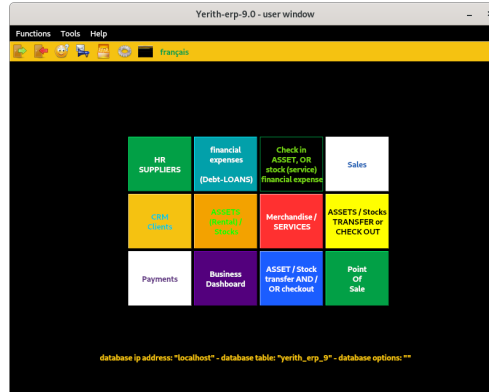 Yerith-erp-9.0 - user window
Functions Tools Help
français
HR
SUPPLIERS
financial
expenses
(Debt-LOANS)
Check in
ASSET, OR
stock (service)
financial expense
Sales
CRM
Clients
ASSETS
stocks
Merchandise /
SERVICES
ASSETS / Stocks
TRANSFER or
CHECK OUT
Payments
Business
Dashboard
ASSET / Stock
transfer AND /
OR checkout
Point
Of
Sale
database ip address: "localhost" - database table: "yerith_erp_9" - database options: ""